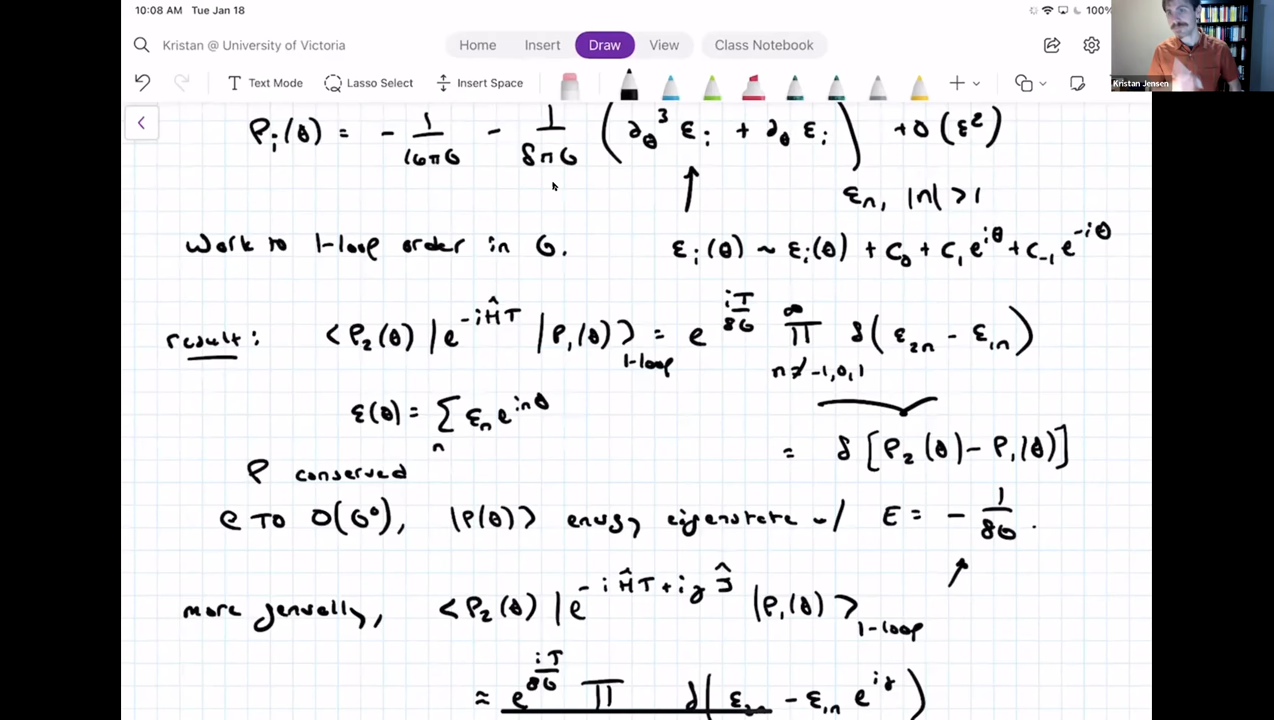 10:08 AM Tue Jan 18
100%
Kristan @ University of Victoria
Home Insert Draw View Class Notebook
Text Mode Lasso Select Insert Space
Kristan Jensen
P_i(θ) = - 1/16πG - 1/8πG (∂_θ^3 ε_i + ∂_θ ε_i) + O(ε^2)
ε_n, |n| > 1
Work to 1-loop order in G. ε_i(θ) ~ ε_i(θ) + c_0 + c_1 e^{iθ} + c_{-1} e^{-iθ}
result: <P_2(θ)| e^{-iĤT} |P_1(θ)>_{1-loop} = e^{iT/8G} ∏_{n≠-1,0,1}^∞ δ(ε_{2n} - ε_{1n})
ε(θ) = Σ_n ε_n e^{inθ}
= δ[P_2(θ) - P_1(θ)]
P conserved
@ TO O(G^0), |P(θ)> energy eigenstate w/ E = - 1/8G.
more generally, <P_2(θ)| e^{-iĤT + iγĴ} |P_1(θ)>_{1-loop}
≈ e^{iT/8G} ∏ δ(ε_{2n} - ε_{1n} e^{iγ})